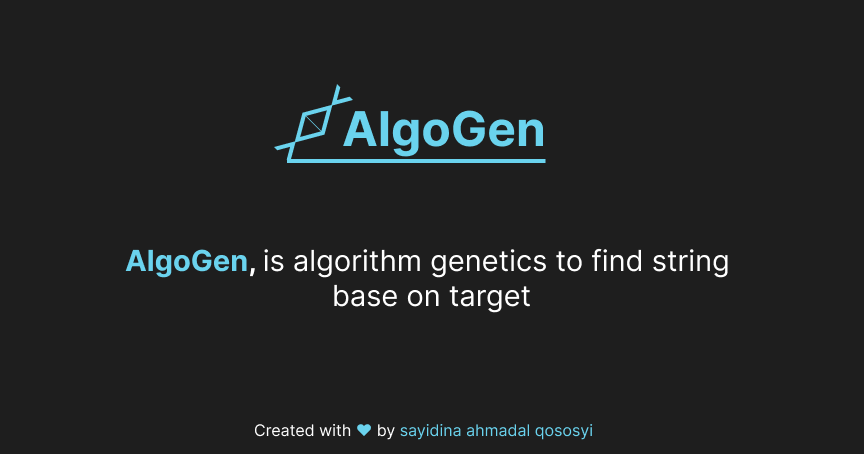 AlgoGen
AlgoGen, is algorithm genetics to find string
base on target
Created with ♥ by sayidina ahmadal qososyi